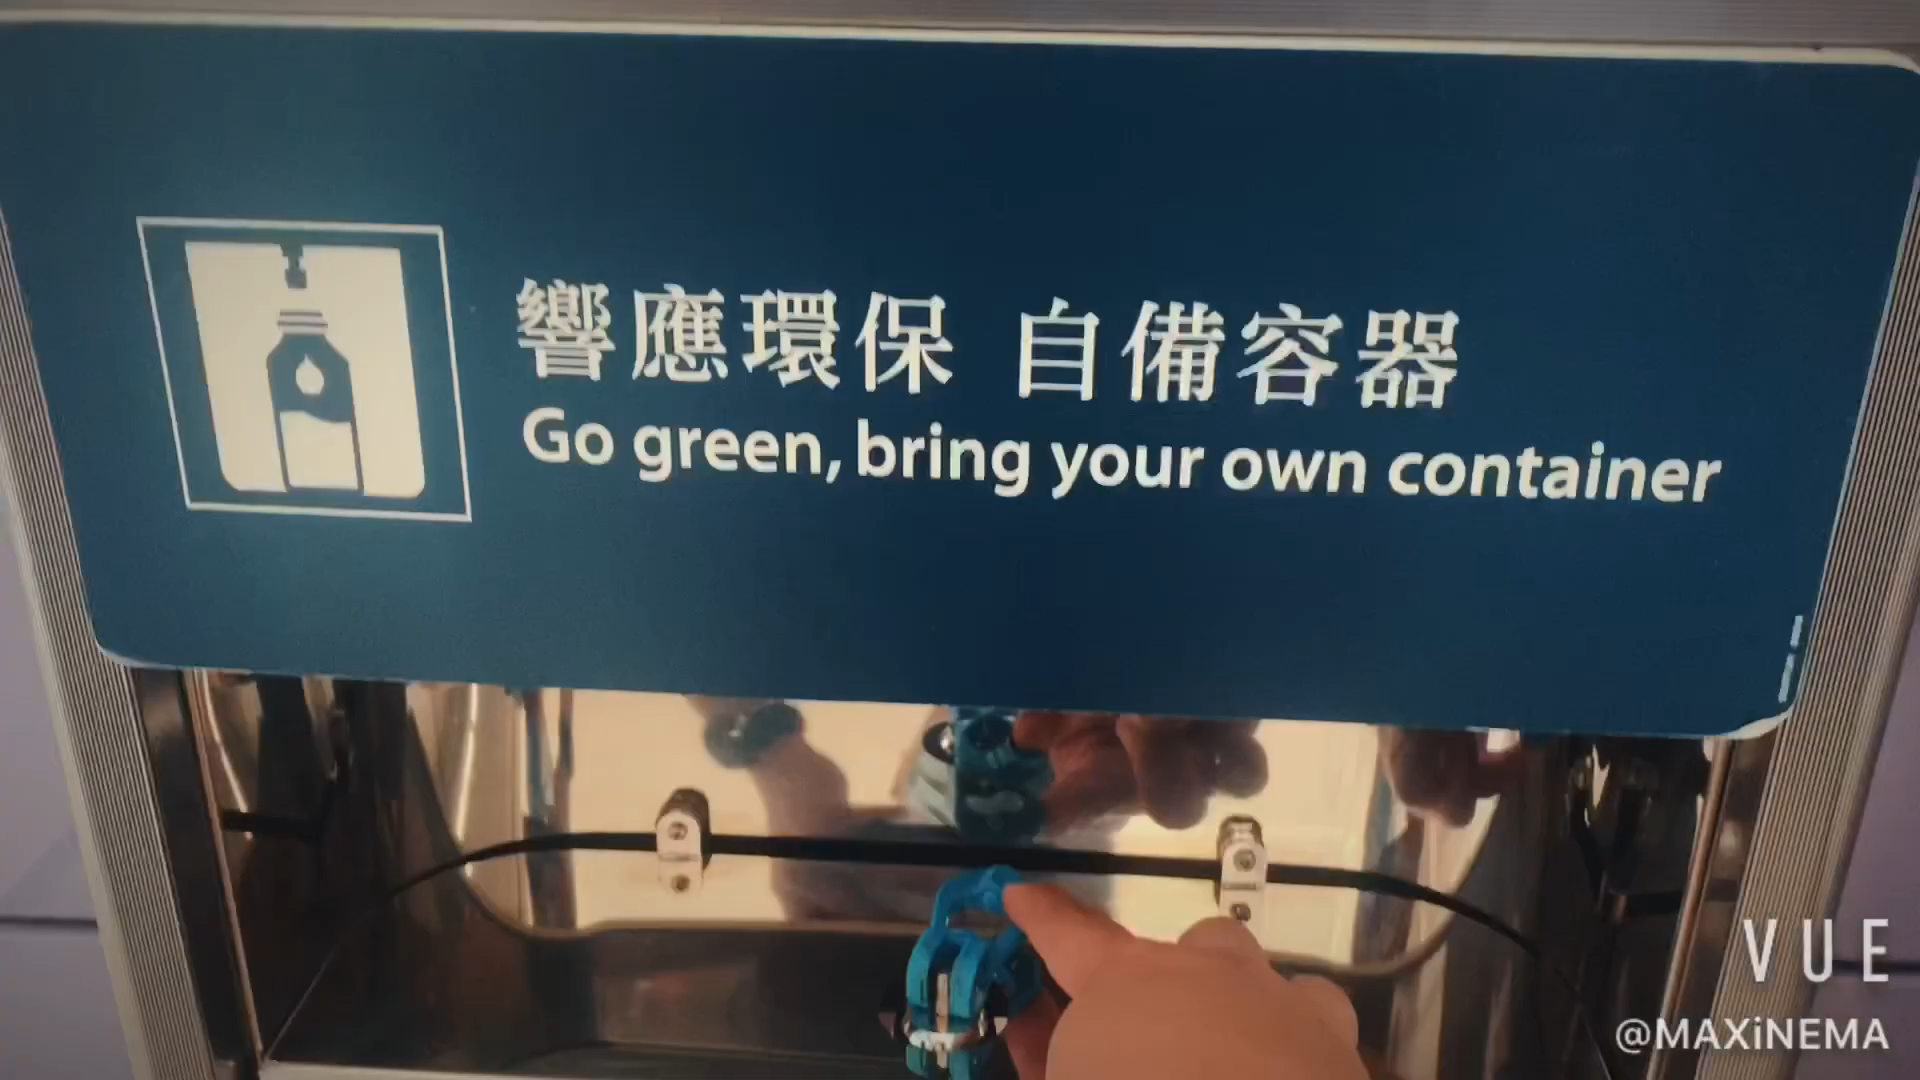 響應環保 自備容器
Go green, bring your own container
VUE
@MAXiNEMA